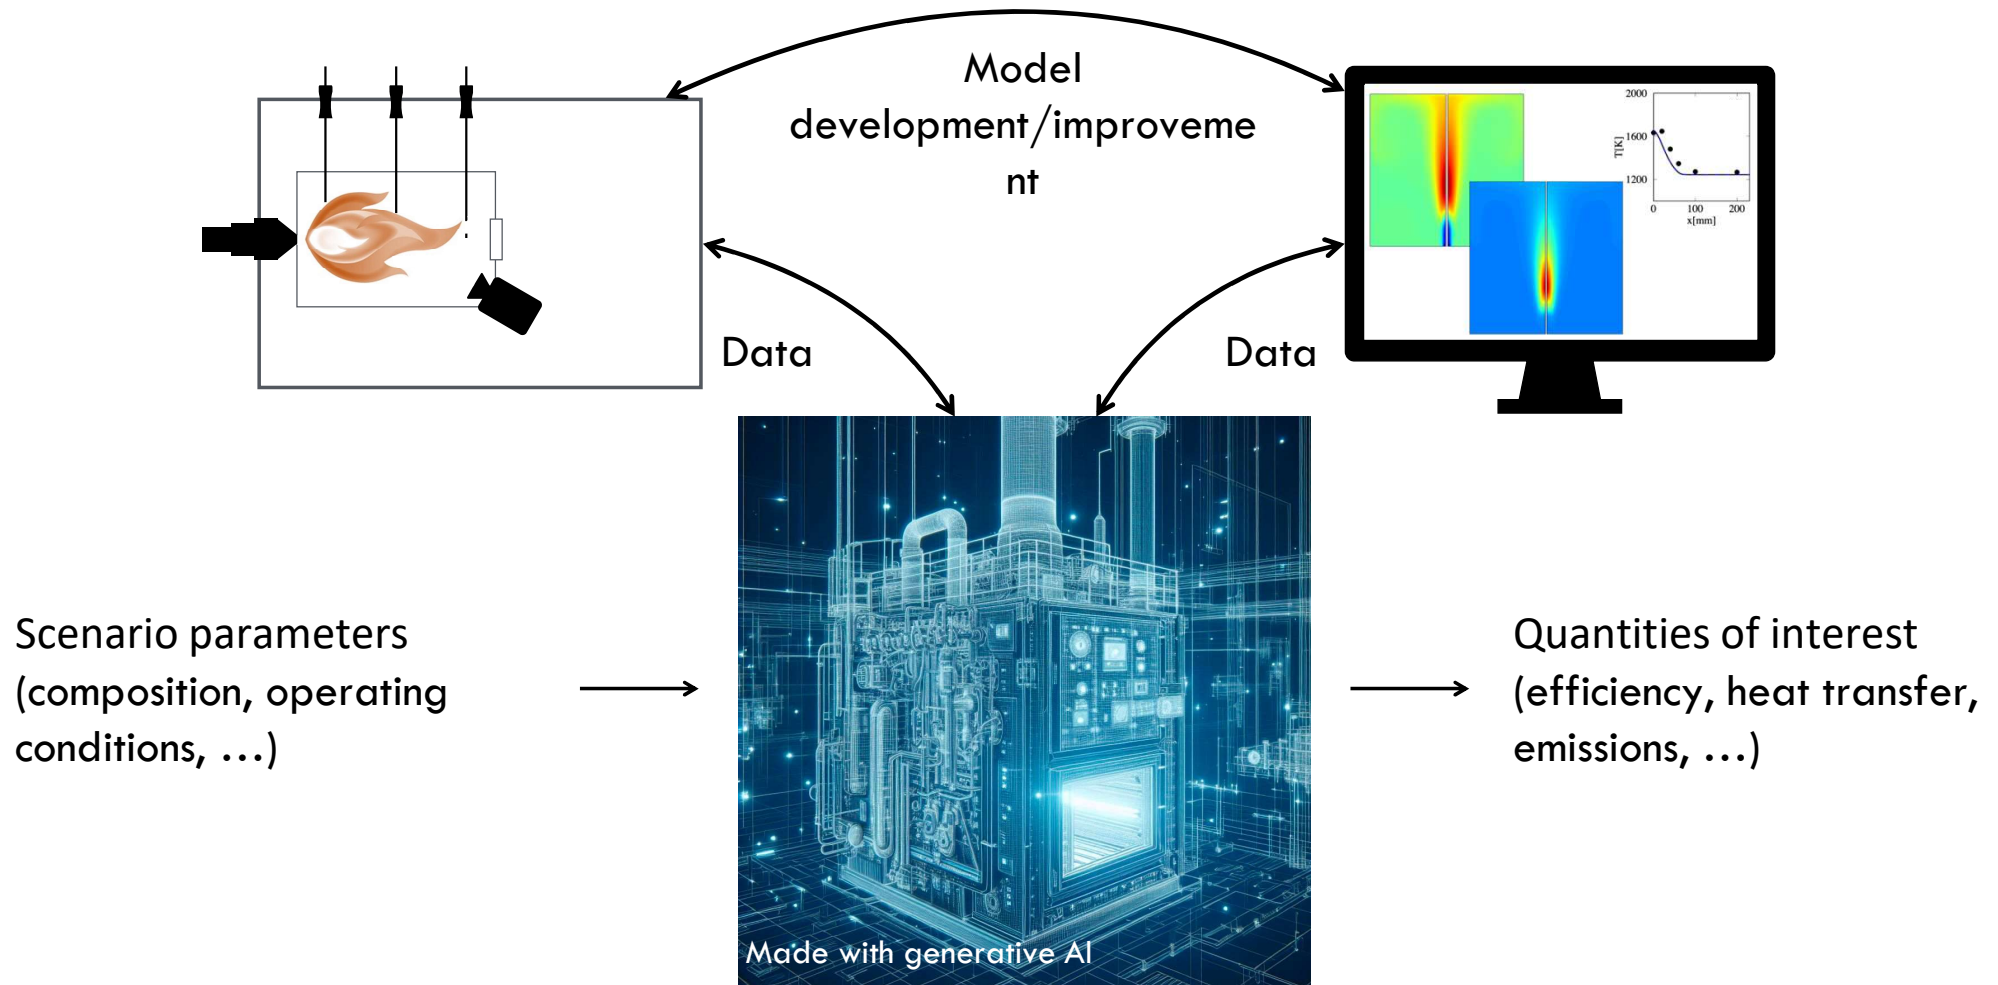 Model
development/improveme
nt
2000
1600
1200
T[K]
0
100
200
x[mm]
Data
Data
Scenario parameters
(composition, operating
conditions, …)
Quantities of interest
(efficiency, heat transfer,
emissions, …)
Made with generative AI